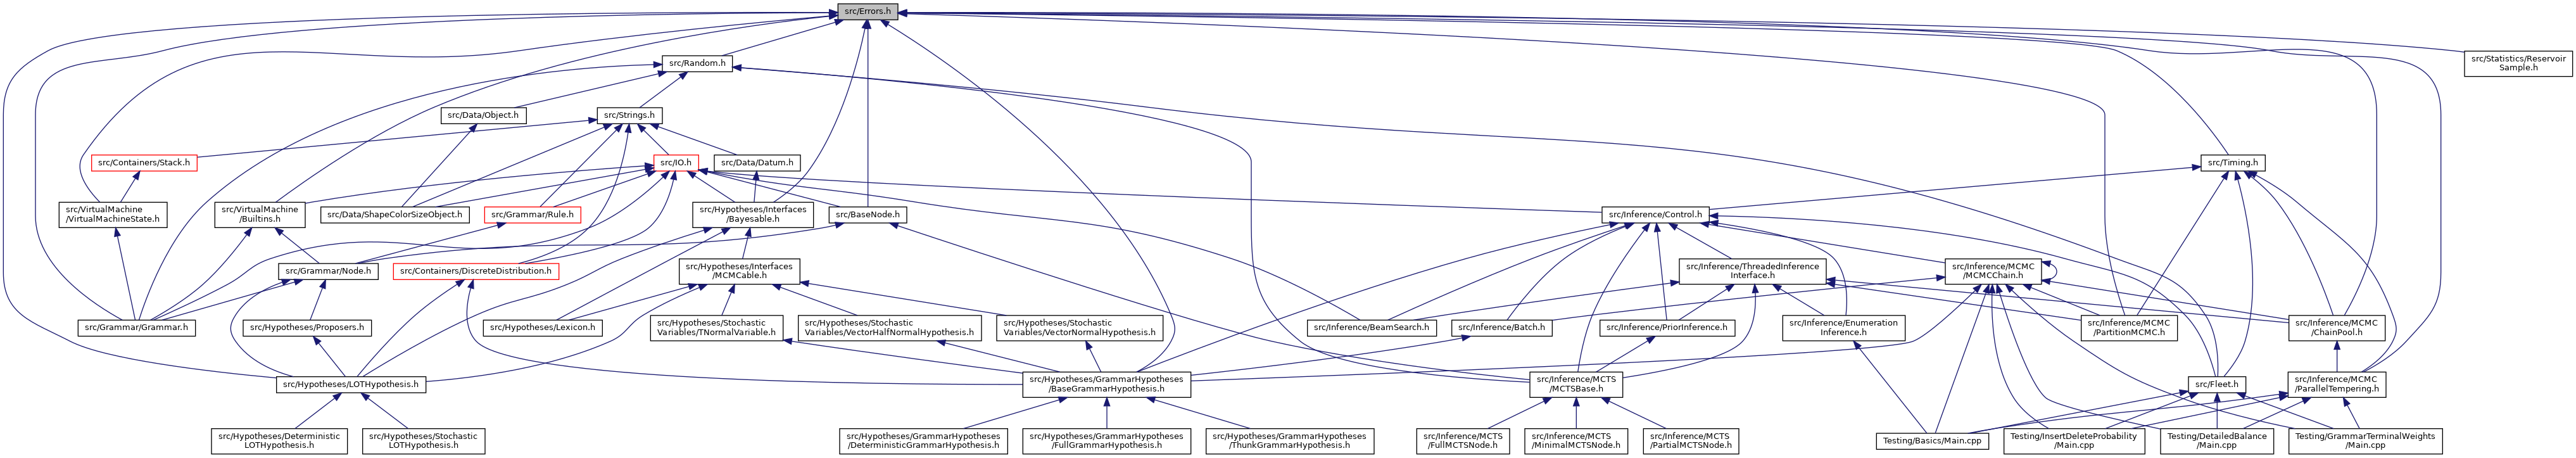 src/Errors.h
src/Random.h
src/Statistics/Reservoir
Sample.h
src/Data/Object.h
src/Strings.h
src/Containers/Stack.h
src/IO.h
src/Data/Datum.h
src/Timing.h
src/VirtualMachine
/VirtualMachineState.h
src/VirtualMachine
/Builtins.h
src/Data/ShapeColorSizeObject.h
src/Grammar/Rule.h
src/Hypotheses/Interfaces
/Bayesable.h
src/BaseNode.h
src/Inference/Control.h
src/Grammar/Node.h
src/Containers/DiscreteDistribution.h
src/Hypotheses/Interfaces
/MCMCable.h
src/Inference/ThreadedInference
Interface.h
src/Inference/MCMC
/MCMCChain.h
src/Grammar/Grammar.h
src/Hypotheses/Proposers.h
src/Hypotheses/Lexicon.h
src/Hypotheses/Stochastic
Variables/TNormalVariable.h
src/Hypotheses/Stochastic
Variables/VectorHalfNormalHypothesis.h
src/Hypotheses/Stochastic
Variables/VectorNormalHypothesis.h
src/Inference/BeamSearch.h
src/Inference/Batch.h
src/Inference/PriorInference.h
src/Inference/Enumeration
Inference.h
src/Inference/MCMC
/PartitionMCMC.h
src/Inference/MCMC
/ChainPool.h
src/Hypotheses/LOTHypothesis.h
src/Hypotheses/GrammarHypotheses
/BaseGrammarHypothesis.h
src/Inference/MCTS
/MCTSBase.h
src/Fleet.h
src/Inference/MCMC
/ParallelTempering.h
src/Hypotheses/Deterministic
LOTHypothesis.h
src/Hypotheses/Stochastic
LOTHypothesis.h
src/Hypotheses/GrammarHypotheses
/DeterministicGrammarHypothesis.h
src/Hypotheses/GrammarHypotheses
/FullGrammarHypothesis.h
src/Hypotheses/GrammarHypotheses
/ThunkGrammarHypothesis.h
src/Inference/MCTS
/FullMCTSNode.h
src/Inference/MCTS
/MinimalMCTSNode.h
src/Inference/MCTS
/PartialMCTSNode.h
Testing/Basics/Main.cpp
Testing/InsertDeleteProbability
/Main.cpp
Testing/DetailedBalance
/Main.cpp
Testing/GrammarTerminalWeights
/Main.cpp